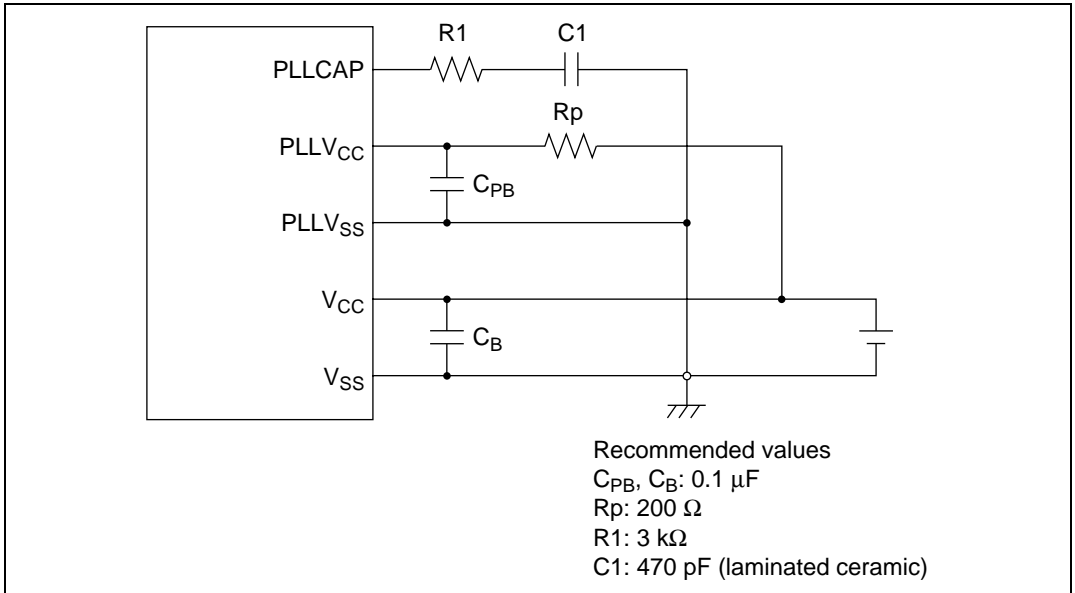 R1 C1
PLLCAP
Rp
PLLVCC
CPB
PLLVSS
VCC
CB
VSS
Recommended values
CPB, CB: 0.1 μF
Rp: 200 Ω
R1: 3 kΩ
C1: 470 pF (laminated ceramic)